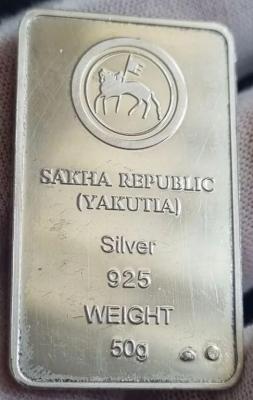 SAKHA REPUBLIC
(YAKUTIA)
Silver
925
WEIGHT
50g